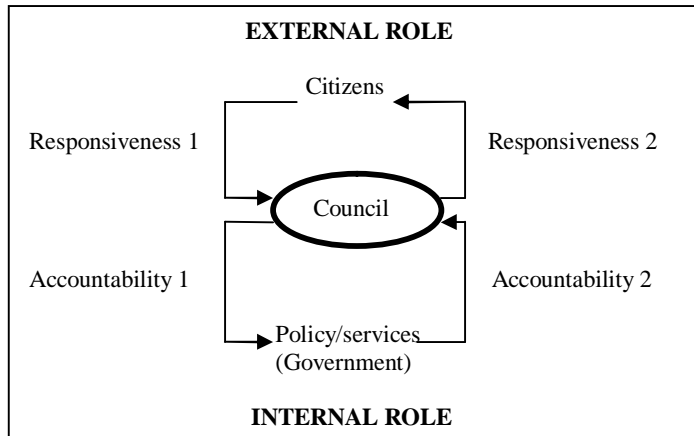 EXTERNAL ROLE
Citizens
Responsiveness 1
Responsiveness 2
Council
Accountability 1
Accountability 2
Policy/services
(Government)
INTERNAL ROLE